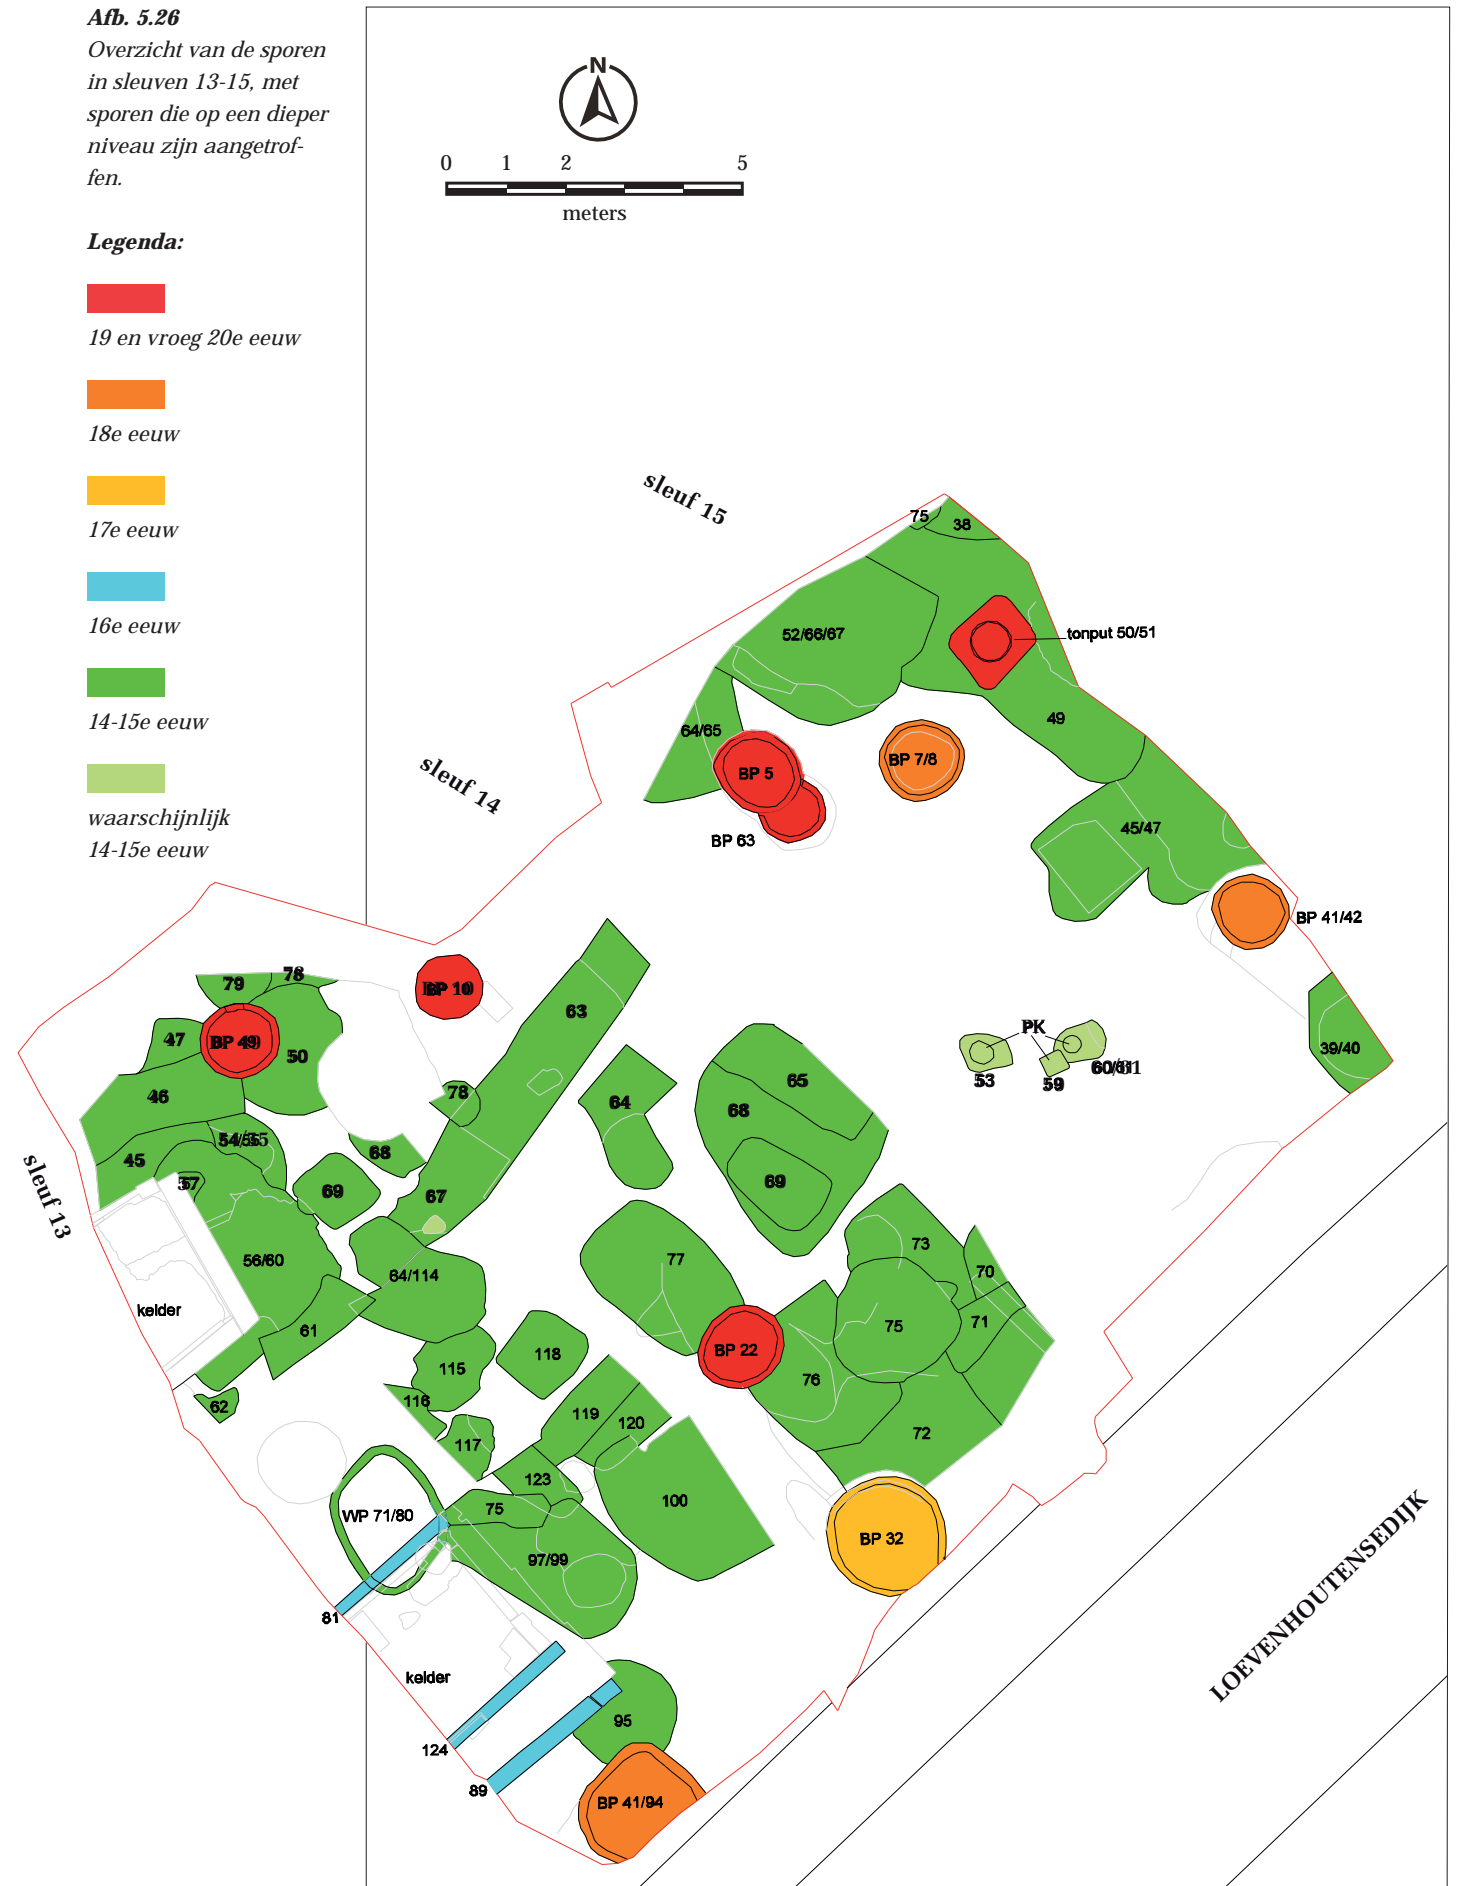 Afb. 5.26
Overzicht van de sporen
in sleuven 13-15, met
sporen die op een dieper
niveau zijn aangetrof-
fen.
Legenda:
19 en vroeg 20e eeuw
18e eeuw
17e eeuw
16e eeuw
14-15e eeuw
waarschijnlijk
14-15e eeuw
N
0 1 2 5
meters
sleuf 15
75
38
52/66/67
tonput 50/51
49
64/65
BP 5
BP 7/8
sleuf 14
BP 63
45/47
BP 41/42
79
78
BP 10
63
47
BP 49
50
PK
39/40
53
59
60/61
46
78
64
65
68
54/55
45
68
57
69
67
69
sleuf 13
73
56/60
77
70
64/114
kelder
61
75
71
118
BP 22
115
76
116
62
119
120
117
72
123
100
75
WP 71/80
BP 32
97/99
81
LOEVENHOUTENSEDIJK
kelder
95
124
89
BP 41/94